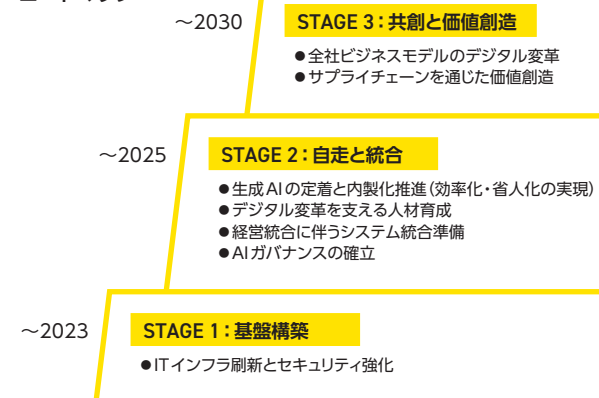 ～2030
STAGE 3：共創と価値創造
●全社ビジネスモデルのデジタル変革
●サプライチェーンを通じた価値創造
～2025
STAGE 2：自走と統合
●生成AIの定着と内製化推進（効率化・省人化の実現）
●デジタル変革を支える人材育成
●経営統合に伴うシステム統合準備
●AIガバナンスの確立
～2023
STAGE 1：基盤構築
●ITインフラ刷新とセキュリティ強化